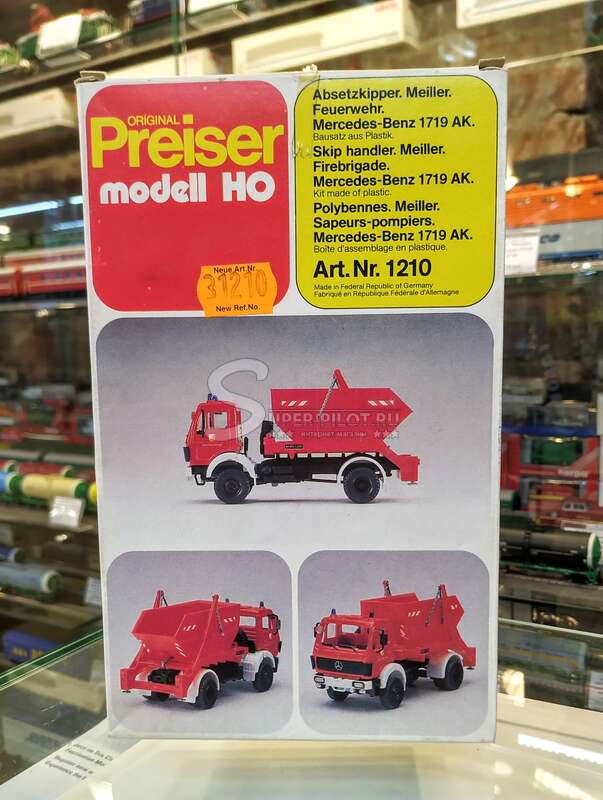 ORIGINAL
Preiser
modell HO
Absetzkipper. Meiller.
Feuerwehr.
Mercedes-Benz 1719 AK.
Bausatz aus Plastik.
Skip handler. Meiller.
Firebrigade.
Mercedes-Benz 1719 AK.
Kit made of plastic.
Polybennes. Meiller.
Sapeurs-pompiers.
Mercedes-Benz 1719 AK.
Boîte d'assemblage en plastique.
Art. Nr. 1210
Made in Federal Republic of Germany
Fabriqué en République Fédérale d'Allemagne
Neue Art. Nr.
31210
New Ref. No.
SUPERPILOT.RU
интернет магазин
herpa